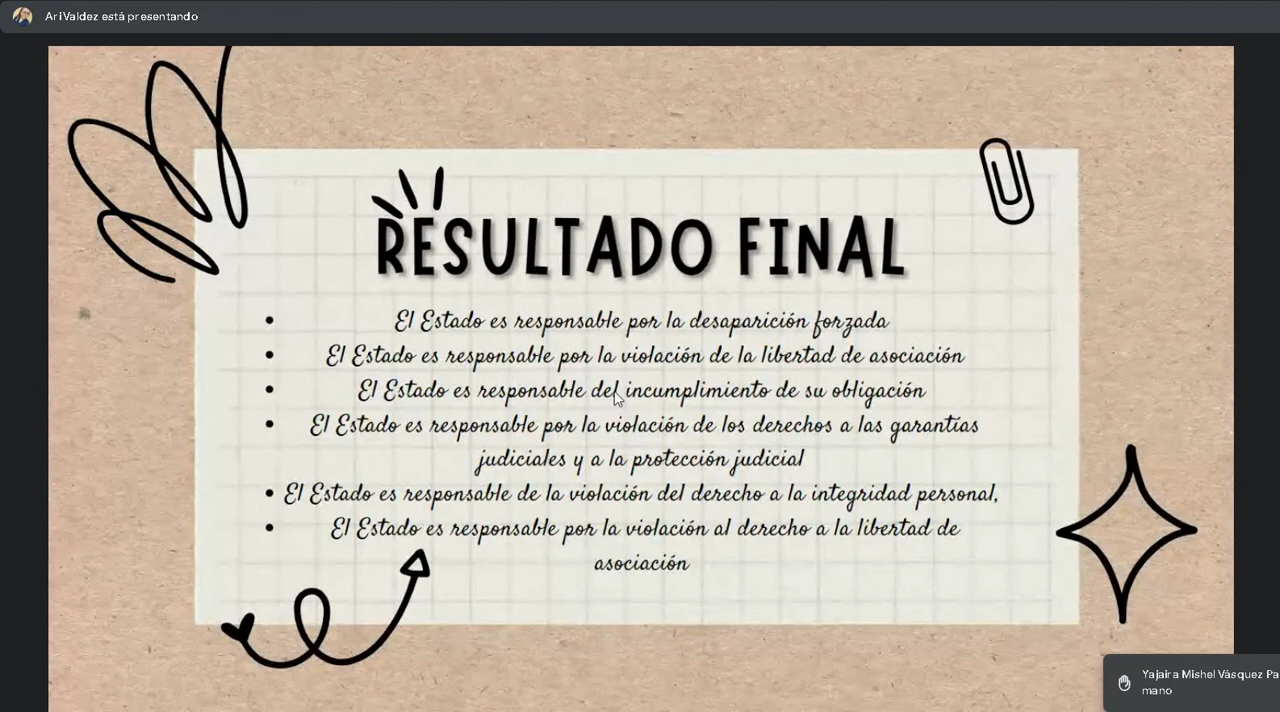 Ari Valdez está presentando
RESULTADO FINAL
• El Estado es responsable por la desaparición forzada
• El Estado es responsable por la violación de la libertad de asociación
• El Estado es responsable del incumplimiento de su obligación
• El Estado es responsable por la violación de los derechos a las garantías
judiciales y a la protección judicial
• El Estado es responsable de la violación del derecho a la integridad personal,
• El Estado es responsable por la violación al derecho a la libertad de
asociación
Yajaira Mishel Vásquez Pa
mano